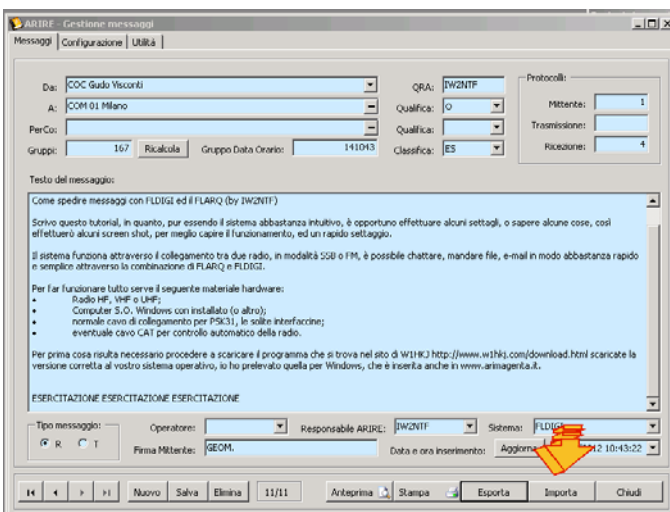 ARIRE - Gestione messaggi
Messaggi Configurazione Utilità
Da: COC Gudo Visconti QRA: IW2NTF Protocolli:
A: COM 01 Milano Qualifica: O Mittente: 1
PerCo: Qualifica: Trasmissione:
Gruppi: 167 Ricalcola Gruppo Data Orario: 141043 Classifica: ES Ricezione: 4
Testo del messaggio:
Come spedire messaggi con FLDIGI ed il FLARQ (by IW2NTF)
Scrivo questo tutorial, in quanto, pur essendo il sistema abbastanza intuitivo, è opportuno effettuare alcuni settagli, o sapere alcune cose, così
effettuerò alcuni screen shot, per meglio capire il funzionamento, ed un rapido settaggio.
Il sistema funziona attraverso il collegamento tra due radio, in modalità SSB o FM, è possbile chattare, mandare file, e-mail in modo abbastanza rapido
e semplice attraverso la combinazione di FLARQ e FLDIGI.
Per far funzionare tutto serve il seguente materiale hardware:
• Radio HF, VHF o UHF;
• Computer S.O. Windows con installato (o altro);
• normale cavo di collegamento per PSK31, le solite interfaccine;
• eventuale cavo CAT per controllo automatico della radio.
Per prima cosa risulta necessario procedere a scaricare il programma che si trova nel sito di W1HKJ http://www.w1hkj.com/download.html scaricate la
versione corretta al vostro sistema operativo, io ho prelevato quella per Windows, che è inserita anche in www.arimagenta.it.
ESERCITAZIONE ESERCITAZIONE ESERCITAZIONE
Tipo messaggio: Operatore: Responsabile ARIRE: IW2NTF Sistema: FLDIGI
R T Firma Mittente: GEOM. Data e ora inserimento: Aggiorna 2012 10:43:22
Nuovo Salva Elimina 11/11 Anteprima Stampa Esporta Importa Chiudi